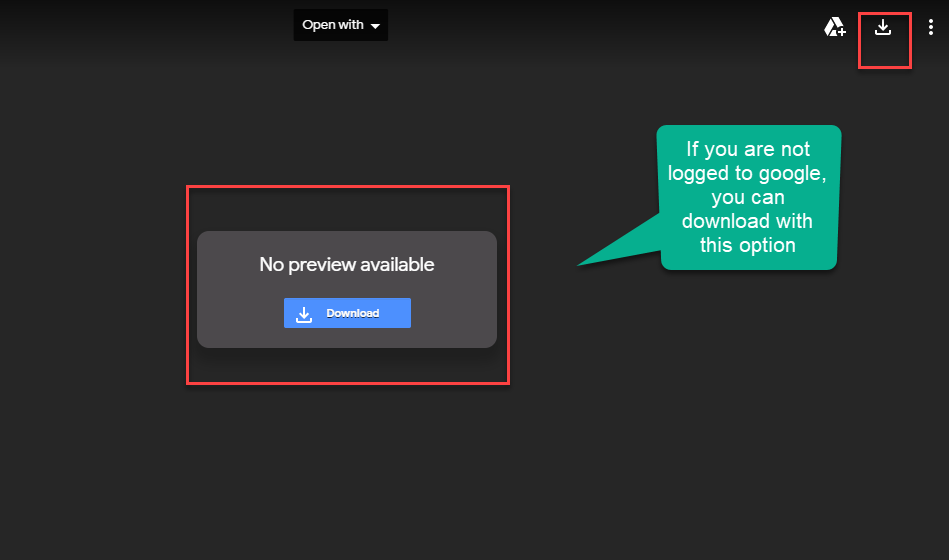 Open with
If you are not
logged to google,
you can
download with
this option
No preview available
Download